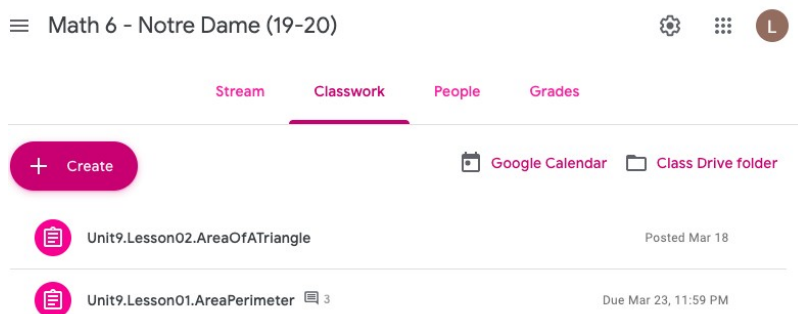 Math 6 - Notre Dame (19-20)
L
Stream Classwork People Grades
+ Create
Google Calendar Class Drive folder
Unit9.Lesson02.AreaOfATriangle Posted Mar 18
Unit9.Lesson01.AreaPerimeter 3 Due Mar 23, 11:59 PM